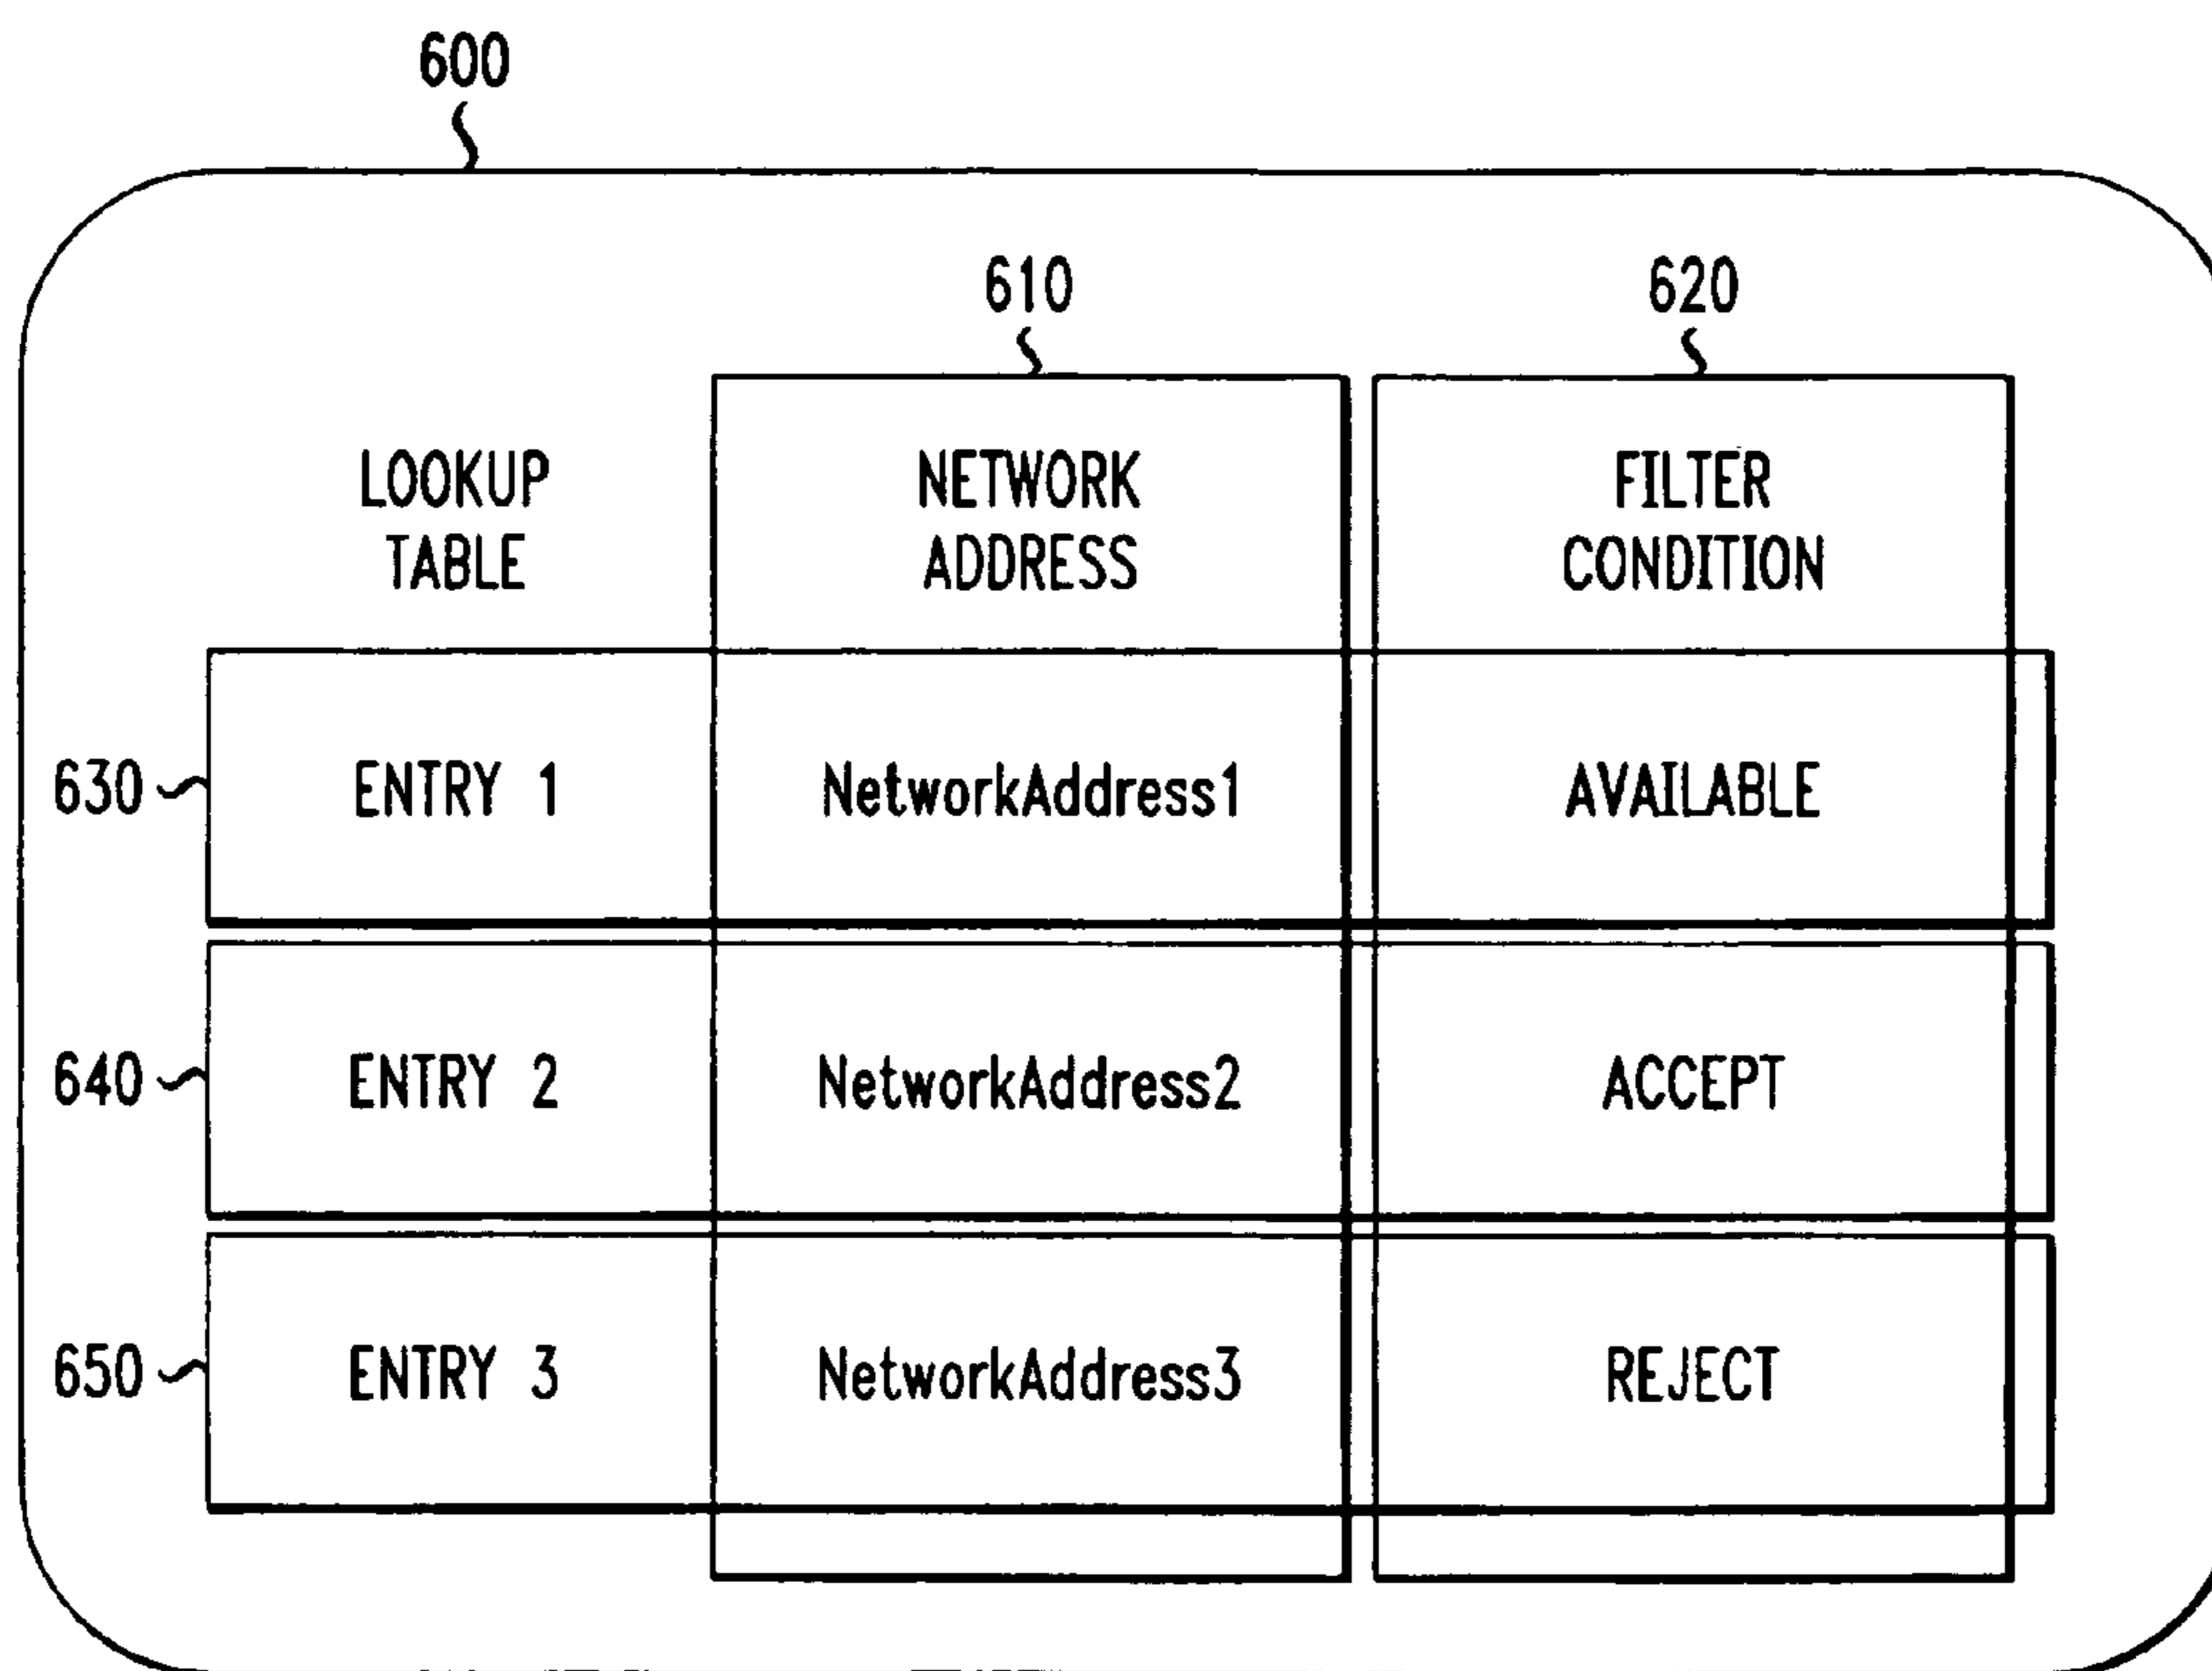 600
610
620
LOOKUP
TABLE
NETWORK
ADDRESS
FILTER
CONDITION
630
ENTRY 1
NetworkAddress1
AVAILABLE
640
ENTRY 2
NetworkAddress2
ACCEPT
650
ENTRY 3
NetworkAddress3
REJECT